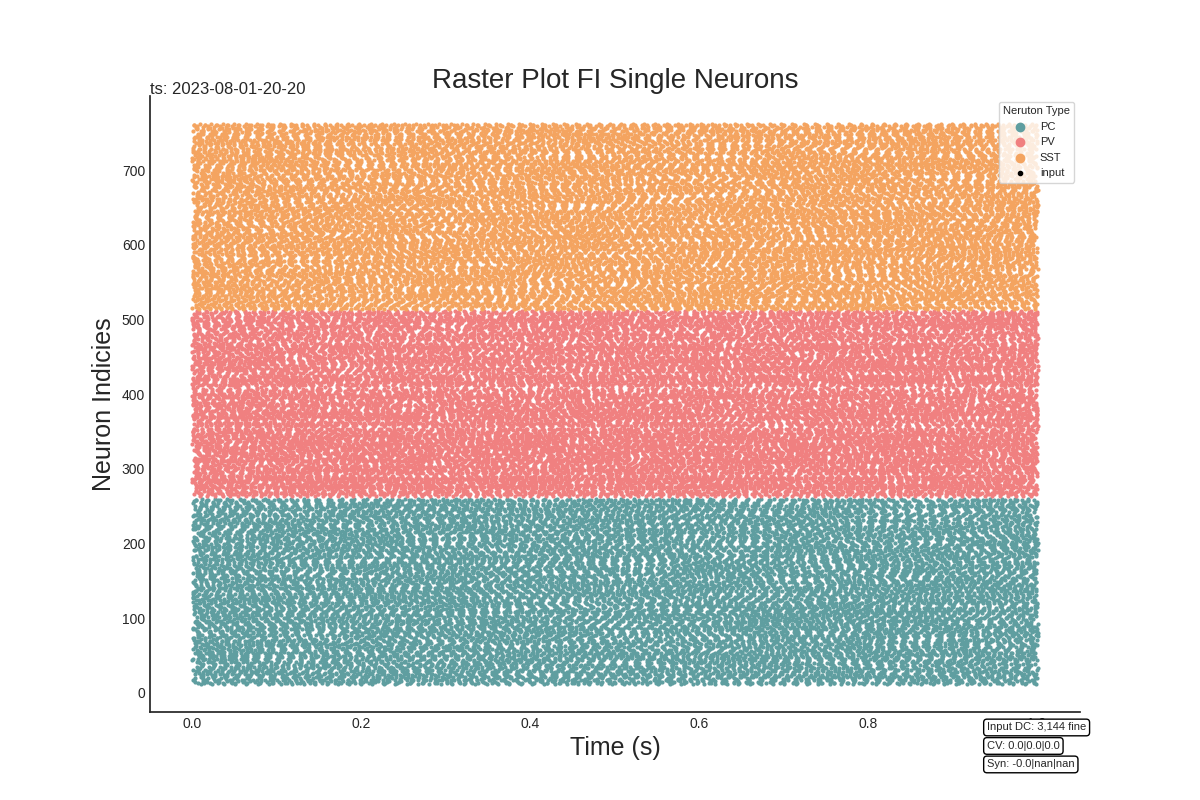 Raster Plot FI Single Neurons
ts: 2023-08-01-20-20
Neruton Type
PC
PV
SST
input
Neuron Indicies
700
600
500
400
300
200
100
0
0.0 0.2 0.4 0.6 0.8
Time (s)
Input DC: 3,144 fine
CV: 0.0|0.0|0.0
Syn: -0.0|nan|nan